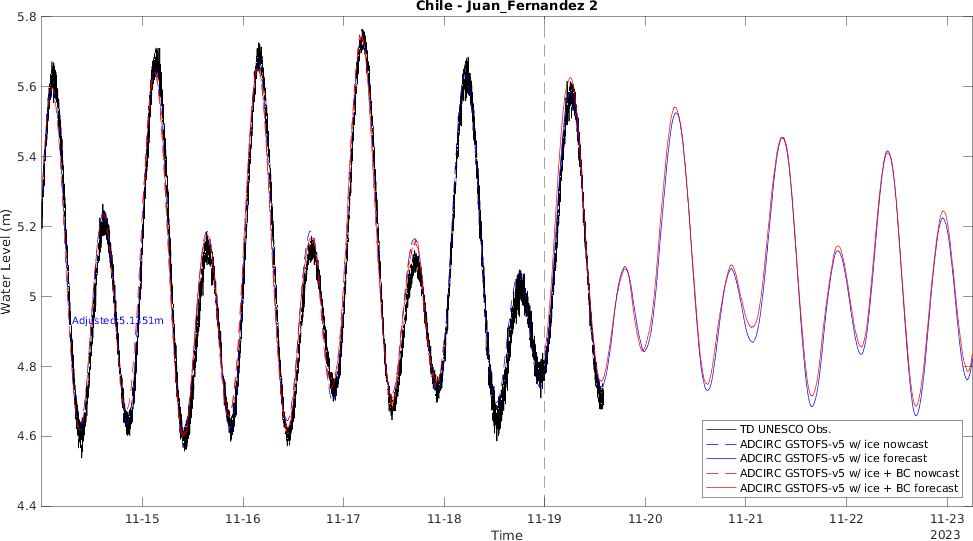 Chile - Juan_Fernandez 2
5.8
5.6
5.4
5.2
5
4.8
4.6
4.4
Water Level (m)
Adjusted:5.1351m
TD UNESCO Obs.
ADCIRC GSTOFS-v5 w/ ice nowcast
ADCIRC GSTOFS-v5 w/ ice forecast
ADCIRC GSTOFS-v5 w/ ice + BC nowcast
ADCIRC GSTOFS-v5 w/ ice + BC forecast
11-15 11-16 11-17 11-18 11-19 11-20 11-21 11-22 11-23
2023
Time